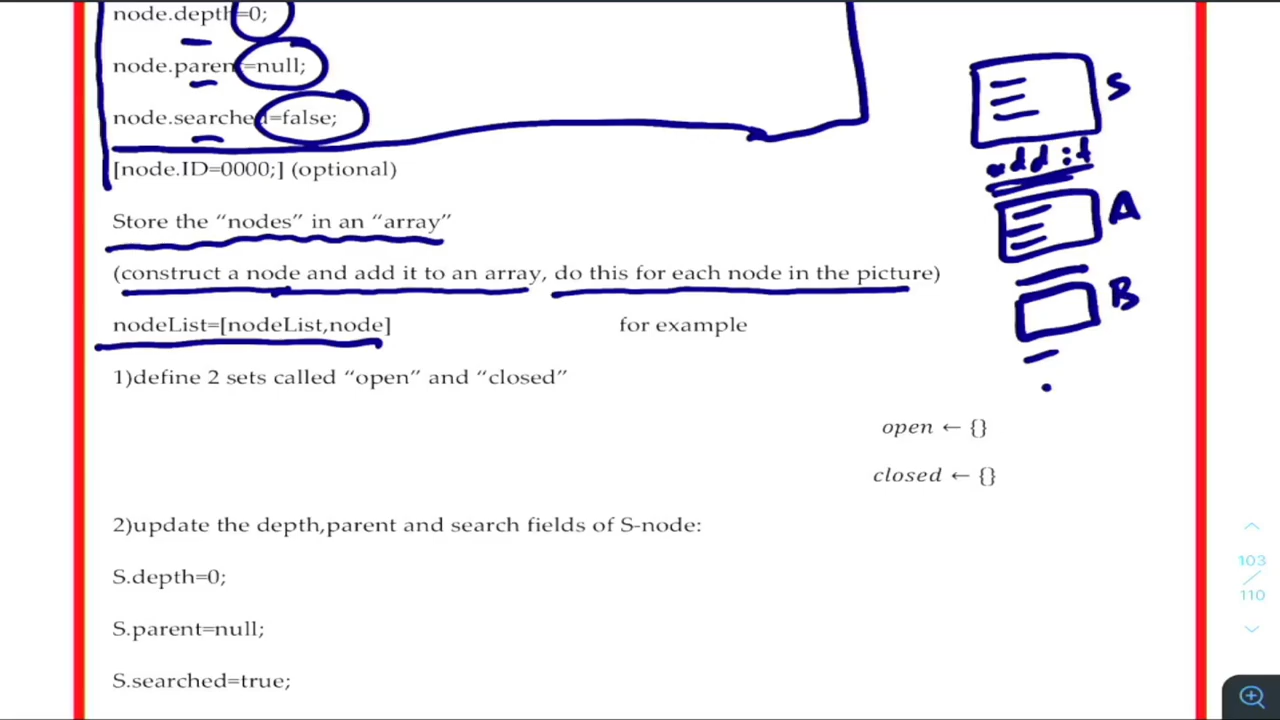 node.depth=0;
node.parent=null;
node.searched=false;
[node.ID=0000;] (optional)
Store the “nodes” in an “array”
(construct a node and add it to an array, do this for each node in the picture)
nodeList=[nodeList,node] for example
1)define 2 sets called “open” and “closed”
open ← {}
closed ← {}
2)update the depth,parent and search fields of S-node:
S.depth=0;
S.parent=null;
S.searched=true;
S
add it
A
B
103
/
110